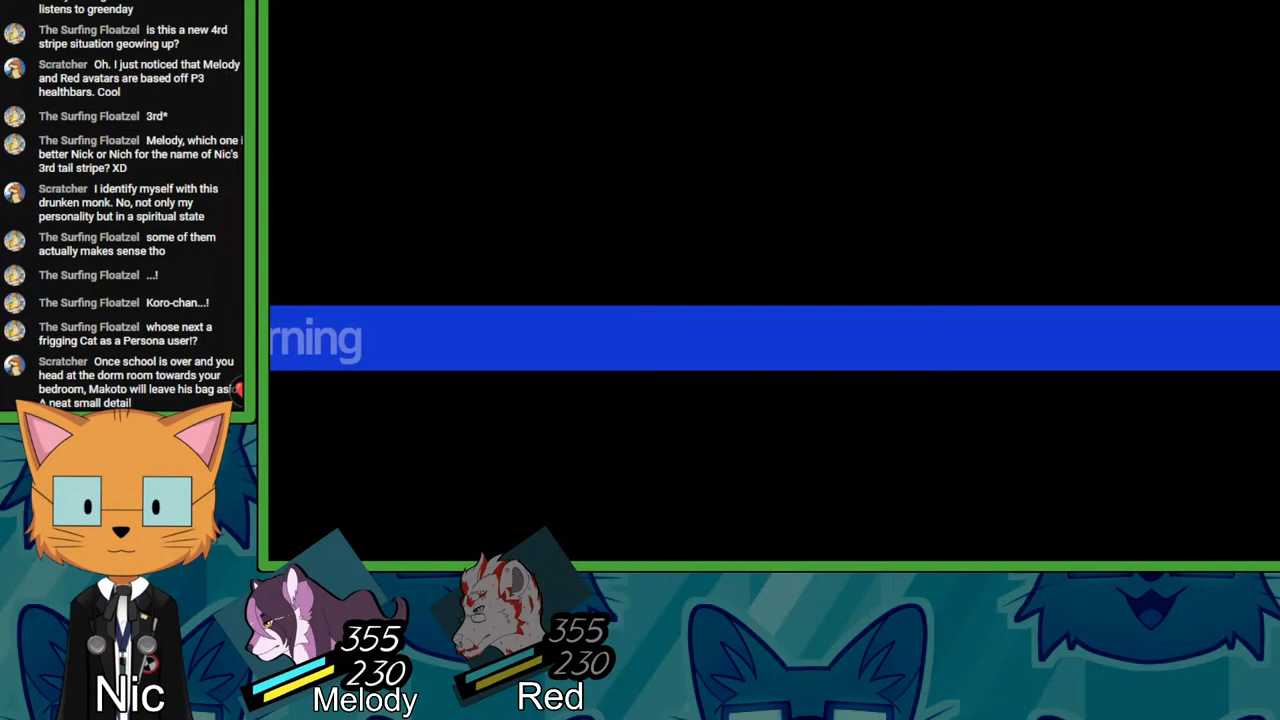 listens to greenday
The Surfing Floatzel is this a new 4rd
stripe situation geowing up?
Scratcher Oh. I just noticed that Melody
and Red avatars are based off P3
healthbars. Cool
The Surfing Floatzel 3rd*
The Surfing Floatzel Melody, which one i
better Nick or Nich for the name of Nic's
3rd tail stripe? XD
Scratcher I identify myself with this
drunken monk. No, not only my
personality but in a spiritual state
The Surfing Floatzel some of them
actually makes sense tho
The Surfing Floatzel ...!
The Surfing Floatzel Koro-chan...!
The Surfing Floatzel whose next a
frigging Cat as a Persona user!?
Scratcher Once school is over and you
head at the dorm room towards your
bedroom, Makoto will leave his bag asid
A neat small detail
rning
355
230
Melody
355
230
Red
Nic